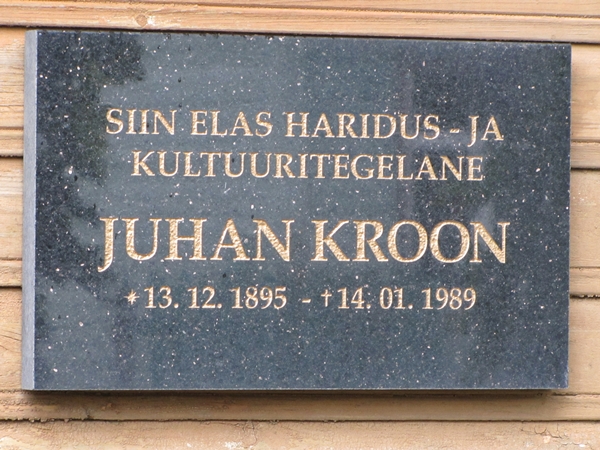 SIIN ELAS HARIDUS - JA
KULTUURITEGELANE
JUHAN KROON
* 13. 12. 1895 - † 14. 01. 1989